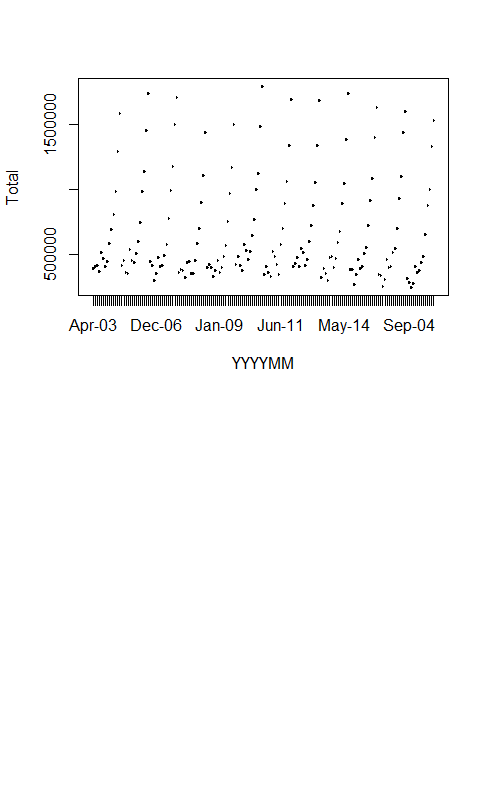 1500000
500000
Total
Apr-03 Dec-06 Jan-09 Jun-11 May-14 Sep-04
YYYYMM